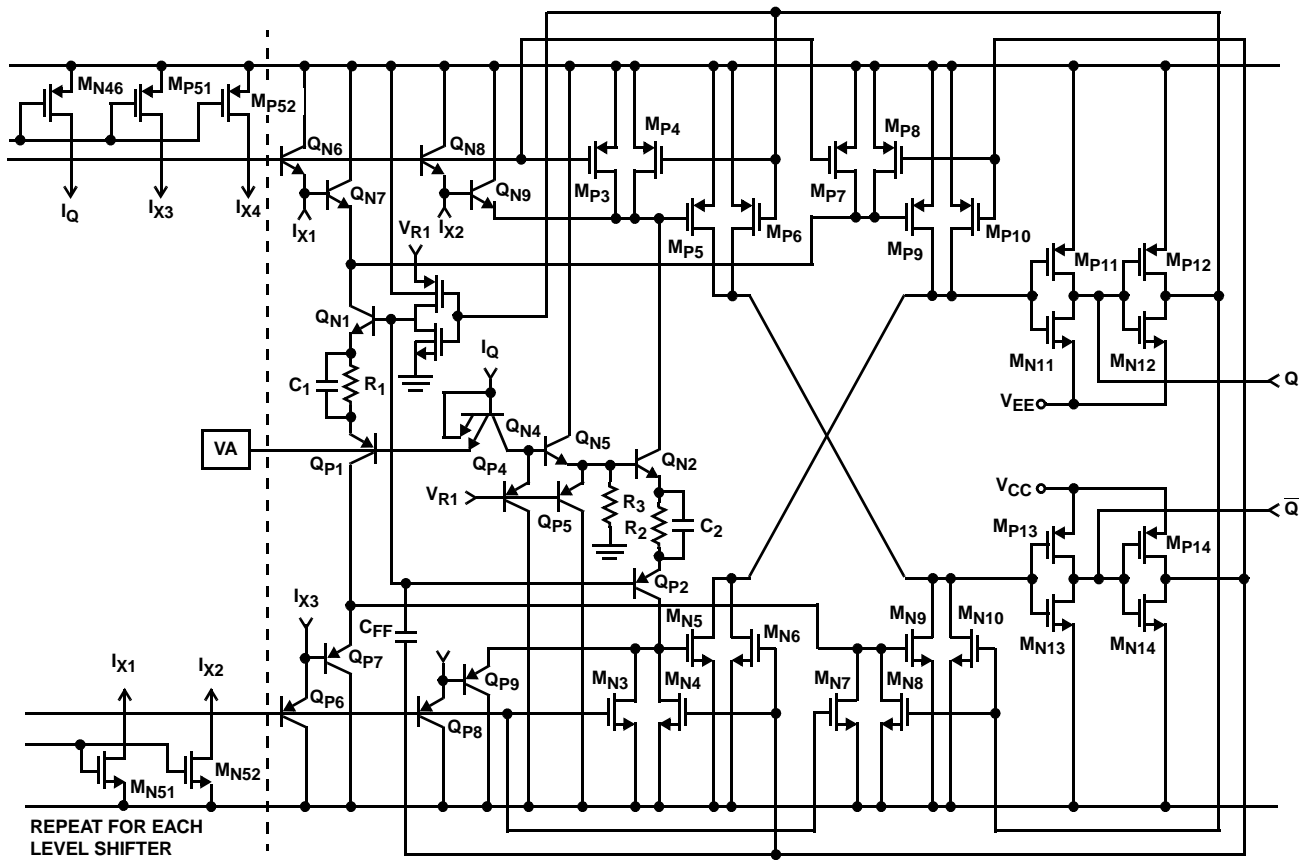 MN46
MP51
MP52
IQ
IX3
IX4
QN6
QN7
IX1
QN8
QN9
IX2
VR1
MP4
MP3
MP5
MP6
MP8
MP7
MP9
MP10
MP11
MP12
MN11
MN12
VEE
Q
QN1
C1
R1
IQ
VA
QP1
QN4
QN5
QN2
QP4
VR1
QP5
R3
R2
C2
VCC
Q̅
MP13
MP14
MN13
MN14
QP2
IX3
CFF
QP7
QP6
QP9
QP8
MN5
MN6
MN3
MN4
MN9
MN10
MN7
MN8
IX1
IX2
MN51
MN52
REPEAT FOR EACH
LEVEL SHIFTER